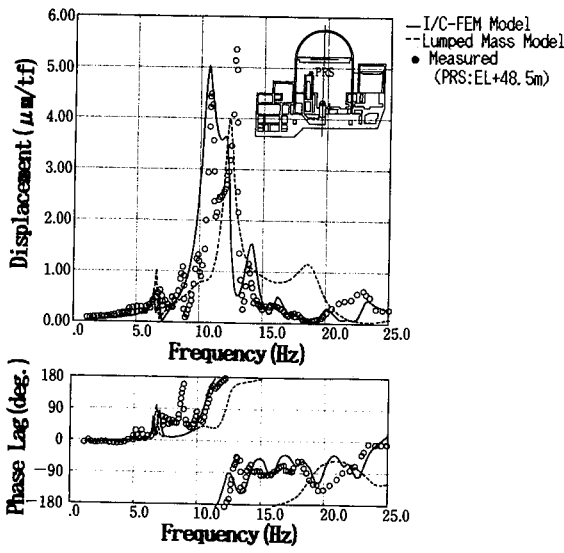 — I/C-FEM Model
--- Lumped Mass Model
● Measured
(PRS:EL+48.5m)
PRS
Displacement (μm/tf)
6.00
5.00
4.00
3.00
2.00
1.00
0.00
.0 5.0 10.0 15.0 20.0 25.0
Frequency (Hz)
Phase Lag (deg.)
180
90
0
-90
-180
.0 5.0 10.0 15.0 20.0 25.0
Frequency (Hz)